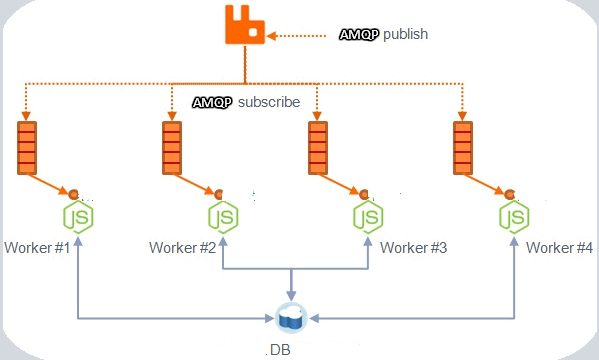 AMQP publish
AMQP subscribe
JS JS JS JS
Worker #1 Worker #2 Worker #3 Worker #4
.DB